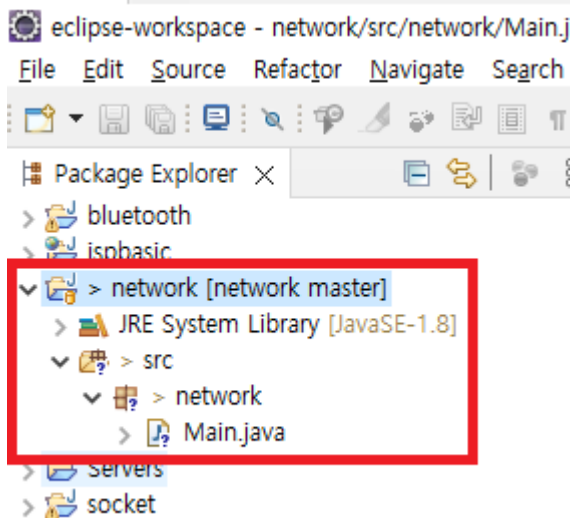 eclipse-workspace - network/src/network/Main.j
File Edit Source Refactor Navigate Search
Package Explorer
bluetooth
jspbasic
> network [network master]
JRE System Library [JavaSE-1.8]
> src
> network
Main.java
Servers
socket